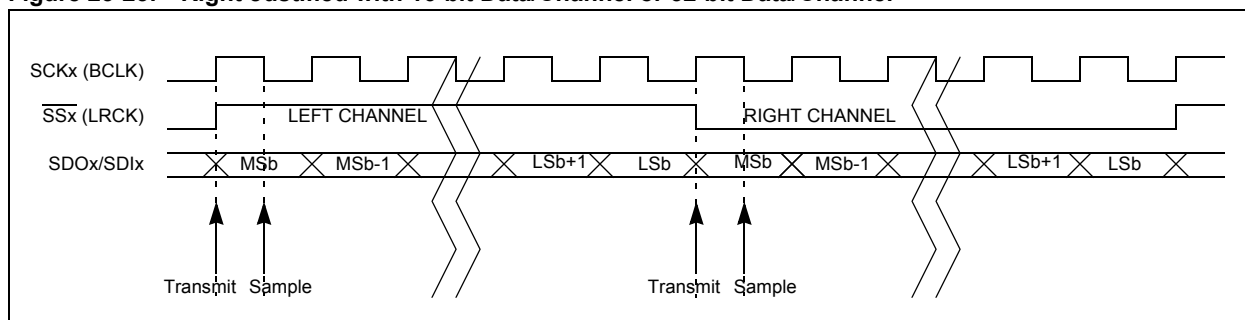 Figure Right-Justified with 16-bit Data/Channel or 32-bit Data/Channel
SCKx (BCLK)
SSx (LRCK) LEFT CHANNEL RIGHT CHANNEL
SDOx/SDIx MSb MSb-1 LSb+1 LSb MSb MSb-1 LSb+1 LSb
Transmit Sample Transmit Sample